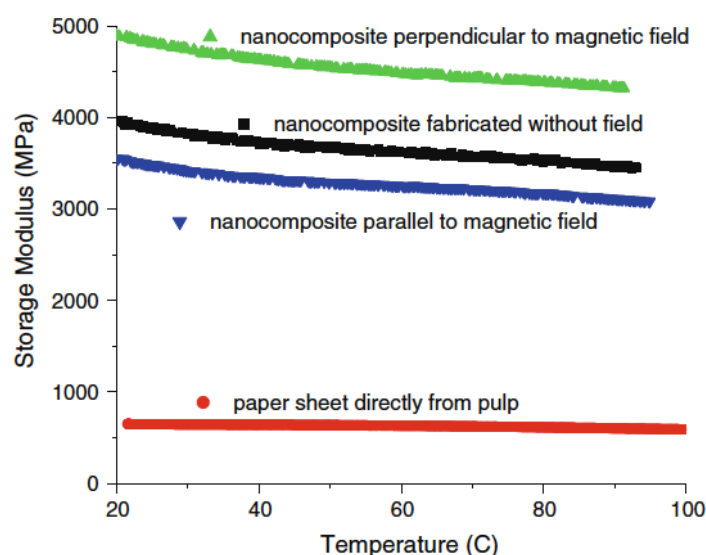 5000
nanocomposite perpendicular to magnetic field
4000
nanocomposite fabricated without field
3000
nanocomposite parallel to magnetic field
2000
1000
paper sheet directly from pulp
0
20 40 60 80 100
Storage Modulus (MPa)
Temperature (C)